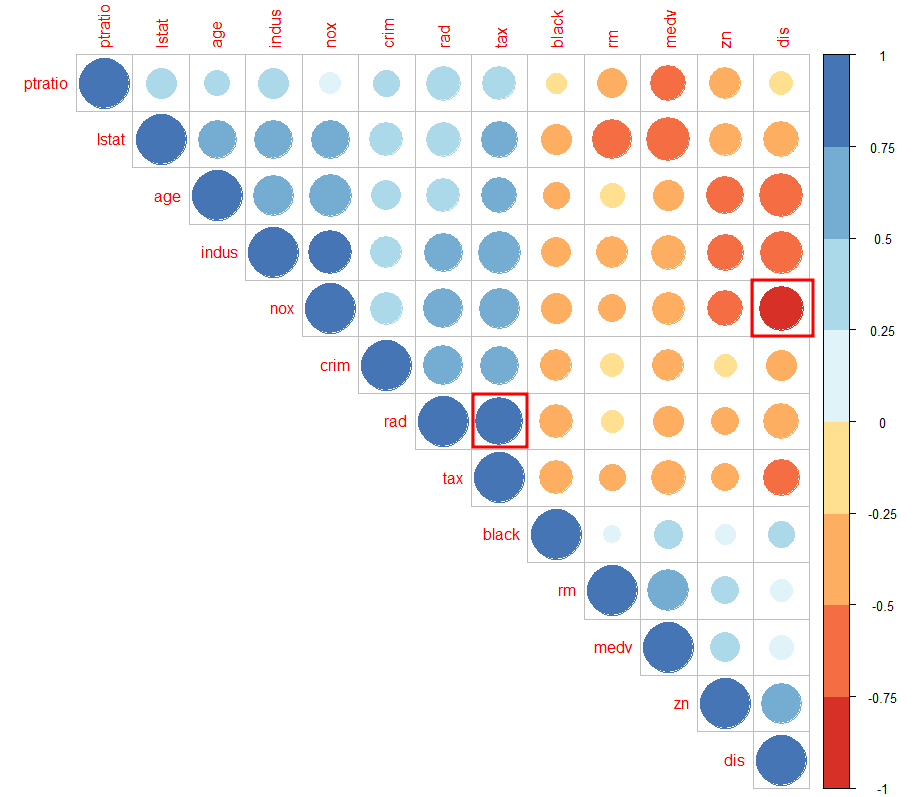 ptratio lstat age indus nox crim rad tax black rm medv zn dis
ptratio
lstat
age
indus
nox
crim
rad
tax
black
rm
medv
zn
dis
1
0.75
0.5
0.25
0
-0.25
-0.5
-0.75
-1